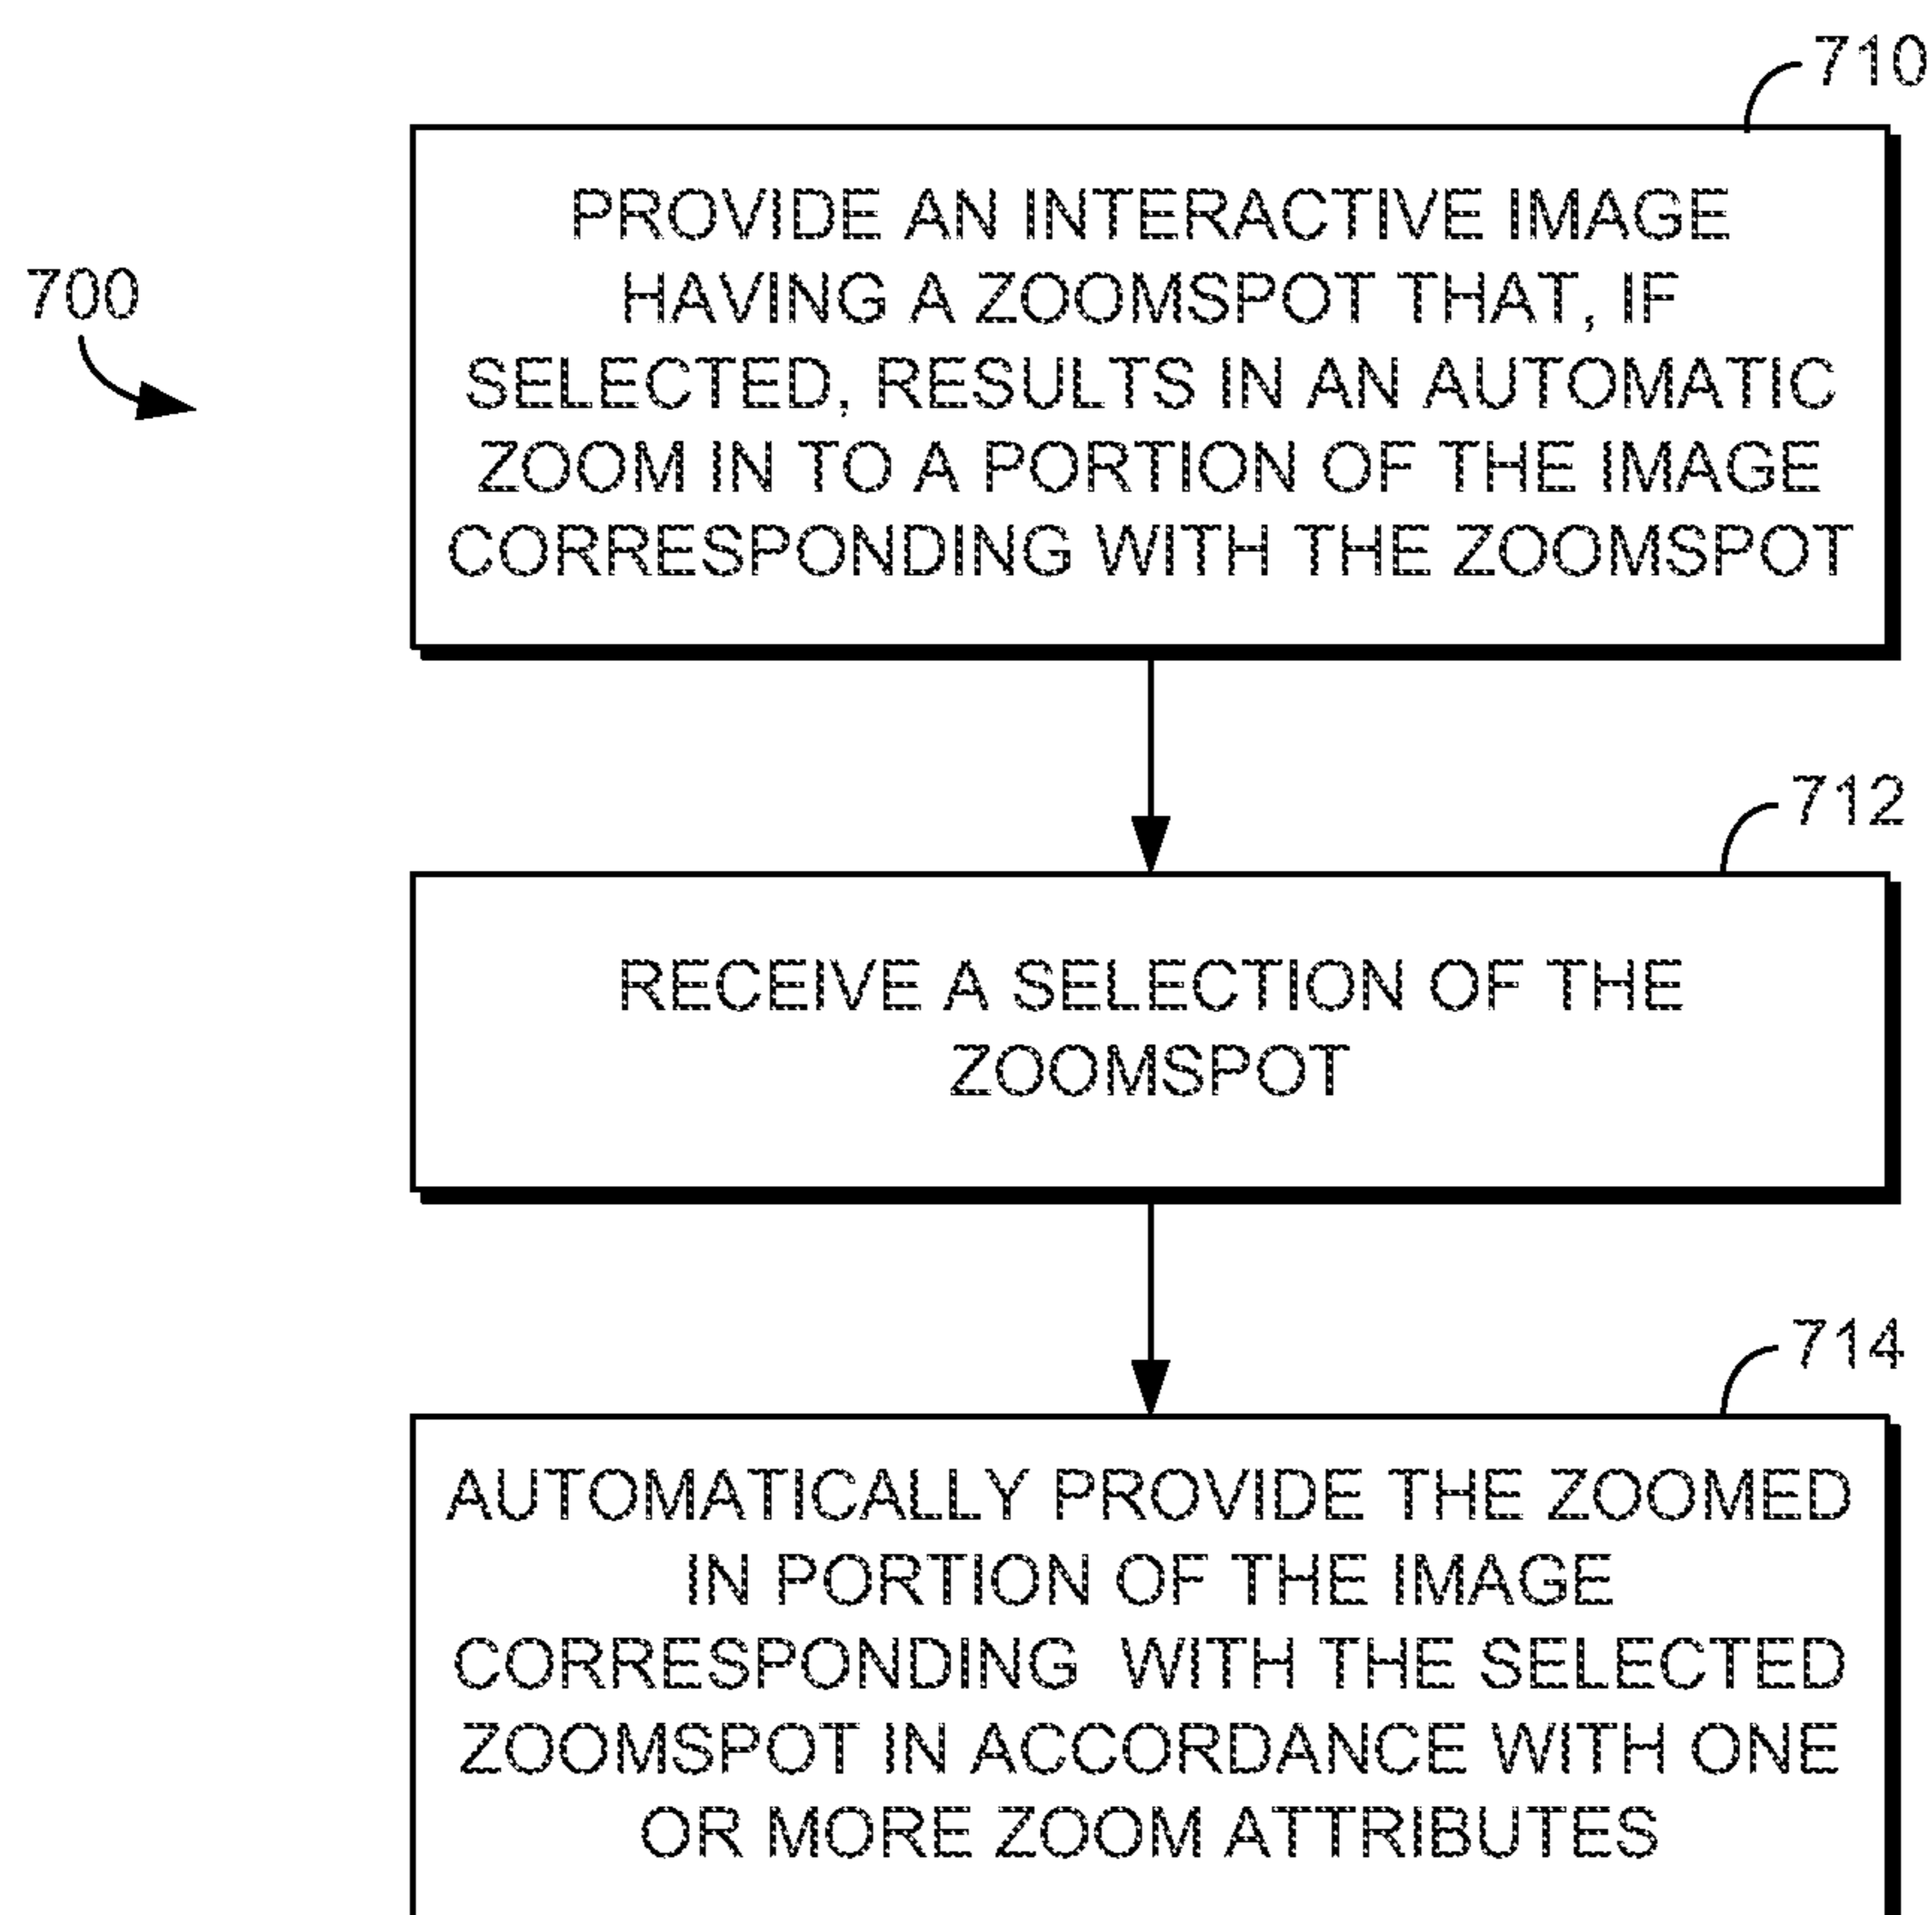 710
700
PROVIDE AN INTERACTIVE IMAGE
HAVING A ZOOMSPOT THAT, IF
SELECTED, RESULTS IN AN AUTOMATIC
ZOOM IN TO A PORTION OF THE IMAGE
CORRESPONDING WITH THE ZOOMSPOT
712
RECEIVE A SELECTION OF THE
ZOOMSPOT
714
AUTOMATICALLY PROVIDE THE ZOOMED
IN PORTION OF THE IMAGE
CORRESPONDING WITH THE SELECTED
ZOOMSPOT IN ACCORDANCE WITH ONE
OR MORE ZOOM ATTRIBUTES